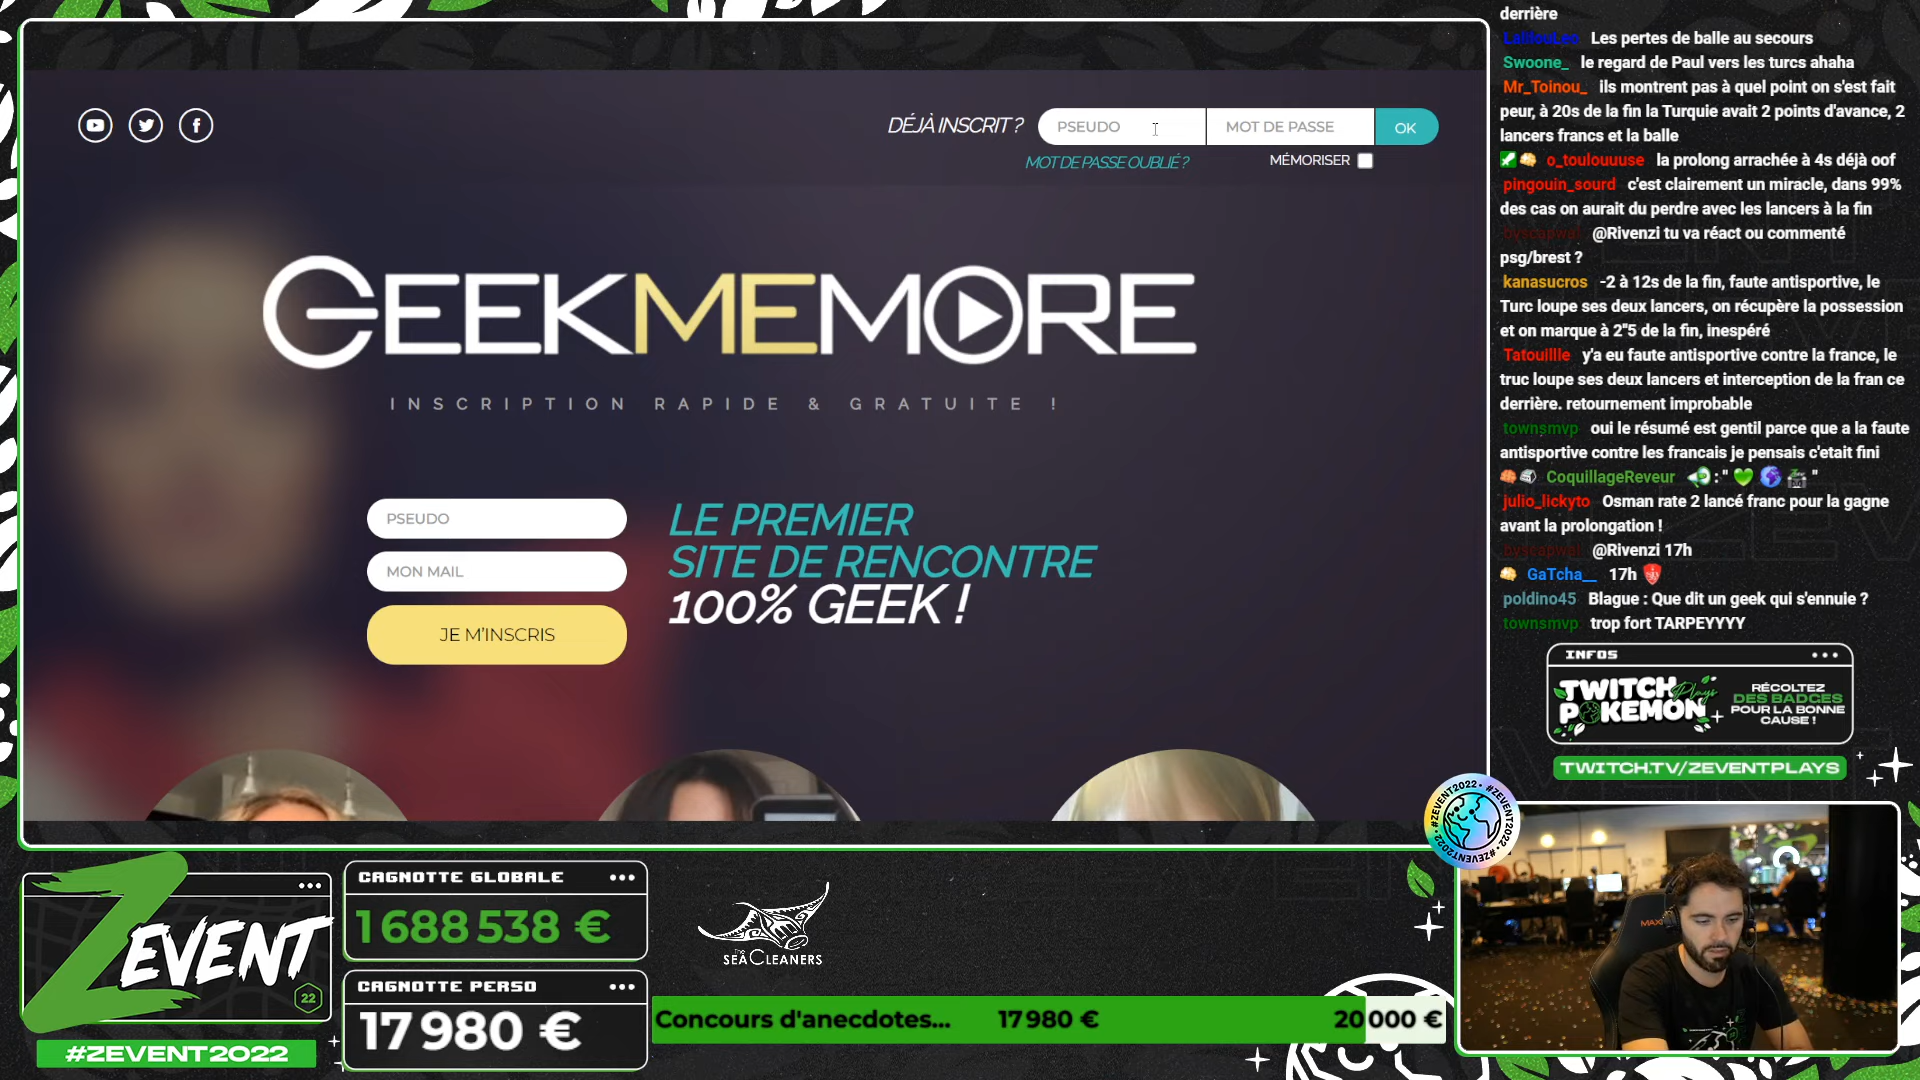 DÉJÀ INSCRIT ?
PSEUDO
MOT DE PASSE
OK
MOT DE PASSE OUBLIÉ ?
MÉMORISER
GEEKMEMORE
INSCRIPTION RAPIDE & GRATUITE !
PSEUDO
MON MAIL
JE M'INSCRIS
LE PREMIER
SITE DE RENCONTRE
100% GEEK !
derrière
LalilouLeo Les pertes de balle au secours
Swoone_ le regard de Paul vers les turcs ahaha
Mr_Toinou_ ils montrent pas à quel point on s'est fait
peur, à 20s de la fin la Turquie avait 2 points d'avance, 2
lancers francs et la balle
o_toulouuuse la prolong arrachée à 4s déjà oof
pingouin_sourd c'est clairement un miracle, dans 99%
des cas on aurait du perdre avec les lancers à la fin
@Rivenzi tu va réact ou commenté
psg/brest ?
kanasucros -2 à 12s de la fin, faute antisportive, le
Turc loupe ses deux lancers, on récupère la possession
et on marque à 2"5 de la fin, inespéré
Tatouillle y'a eu faute antisportive contre la france, le
truc loupe ses deux lancers et interception de la fran ce
derrière. retournement improbable
townsmvp oui le résumé est gentil parce que a la faute
antisportive contre les francais je pensais c'etait fini
CoquillageReveur : " "
julio_lickyto Osman rate 2 lancé franc pour la gagne
avant la prolongation !
@Rivenzi 17h
GaTcha__ 17h
poldino45 Blague : Que dit un geek qui s'ennuie ?
townsmvp trop fort TARPEYYYY
INFOS
TWITCH Plays
POKEMON
RÉCOLTEZ
DES BADGES
POUR LA BONNE
CAUSE !
TWITCH.TV/ZEVENTPLAYS
#ZEVENT2022 • #ZEVENT2022 • #ZEVENT2022
ZEVENT
22
#ZEVENT2022
CAGNOTTE GLOBALE
1 688 538 €
CAGNOTTE PERSO
17 980 €
The
SEACLEANERS
Concours d'anecdotes... 17 980 € 20 000 €
MAX